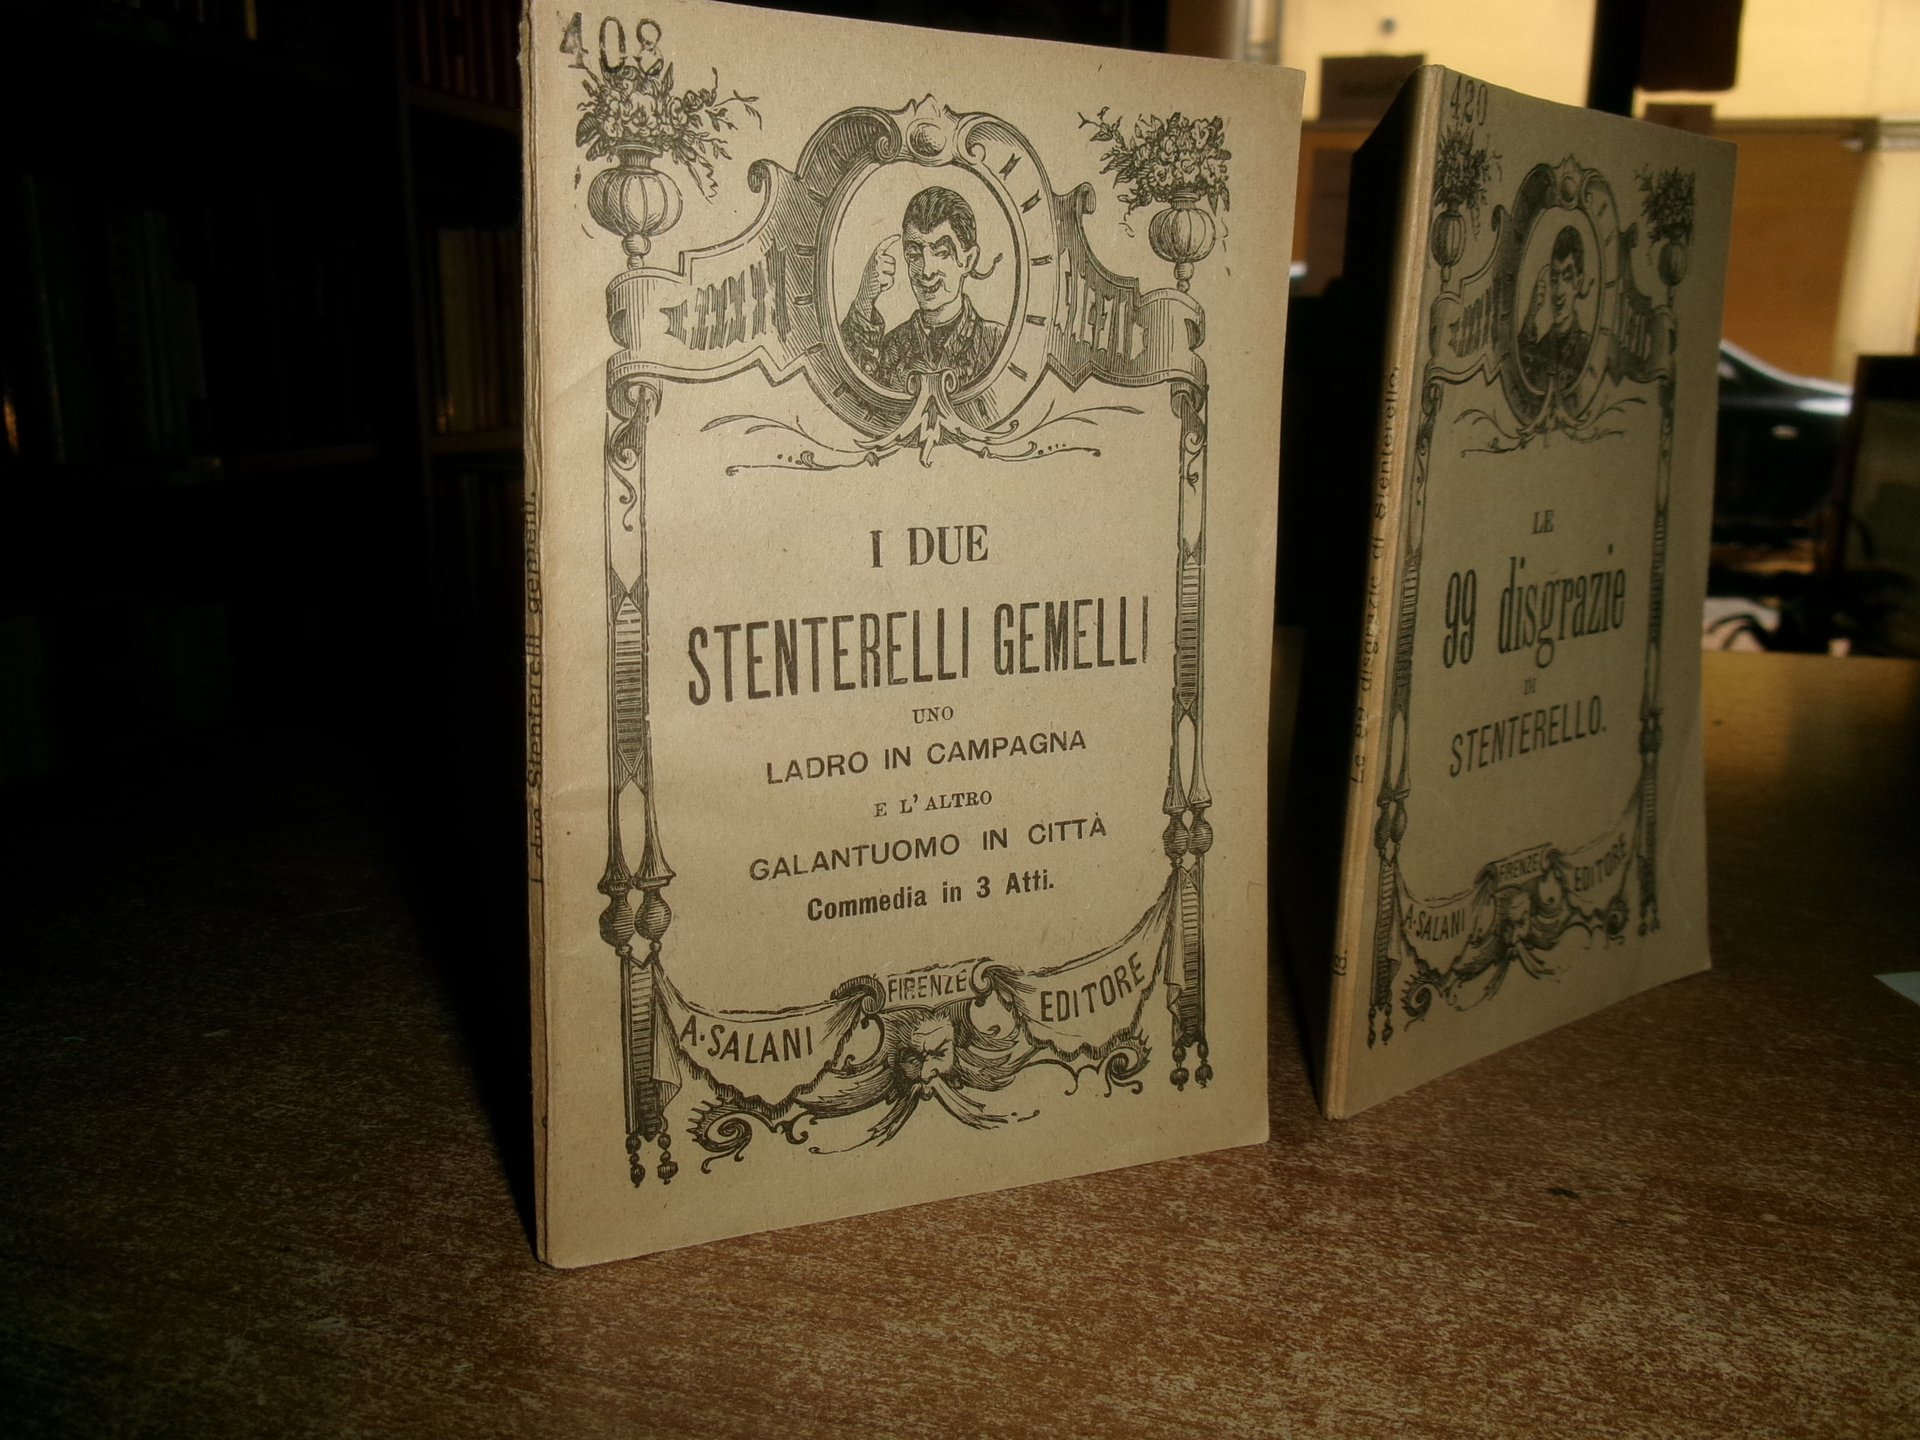 408
I DUE
STENTERELLI GEMELLI
UNO
LADRO IN CAMPAGNA
E L'ALTRO
GALANTUOMO IN CITTÀ
Commedia in 3 Atti.
A. SALANI
FIRENZE
EDITORE
I due Stenterelli gemelli.
420
LE
99 disgrazie
DI
STENTERELLO.
A. SALANI
FIRENZE
EDITORE
Le 99 disgrazie di Stenterello.
18.